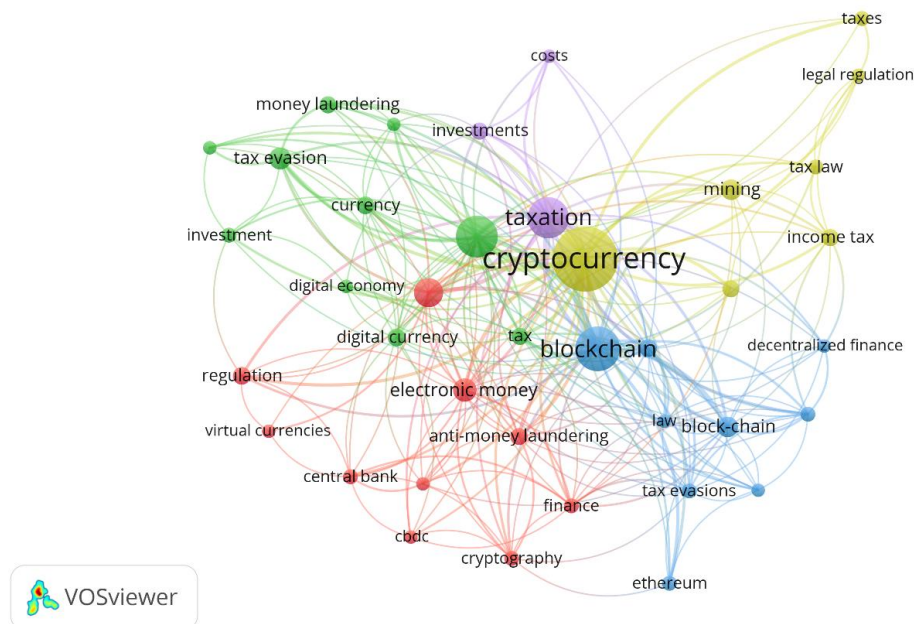 taxes
costs
legal regulation
money laundering
investments
tax evasion
tax law
mining
currency
taxation
investment
income tax
cryptocurrency
digital economy
digital currency
tax
blockchain
decentralized finance
regulation
electronic money
law
block-chain
virtual currencies
anti-money laundering
central bank
tax evasions
finance
cbdc
cryptography
ethereum
VOSviewer